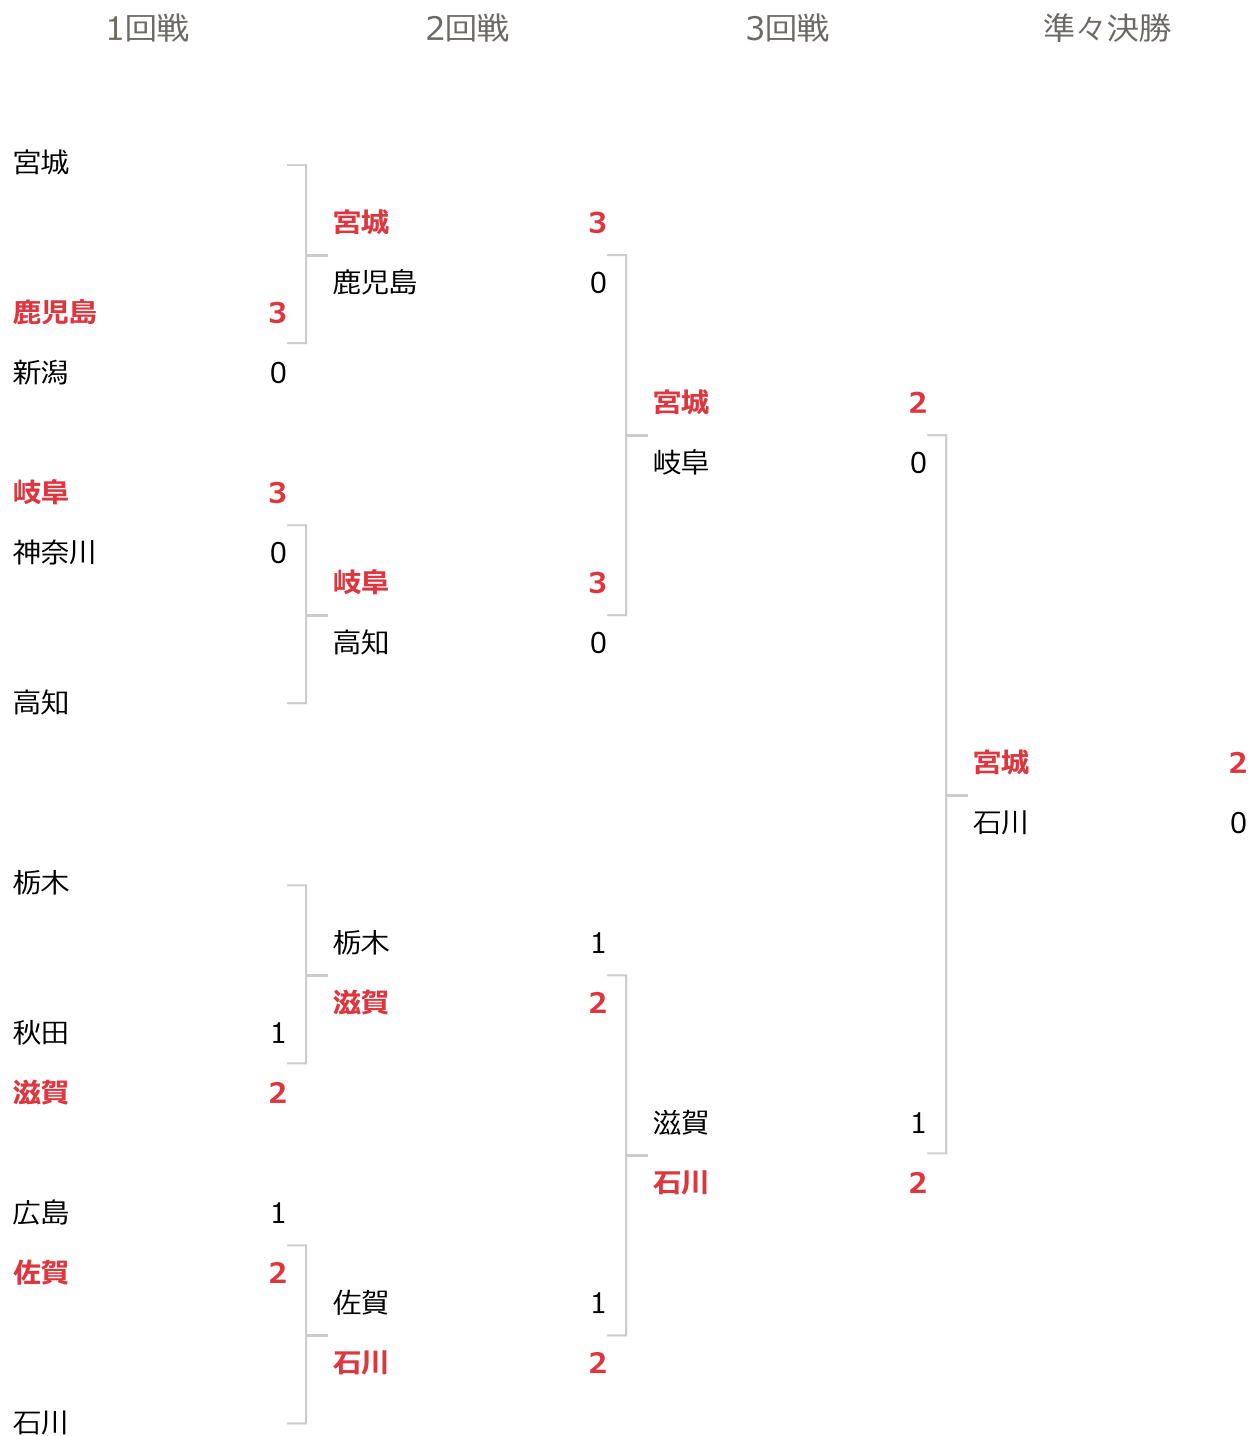 1回戦 2回戦 3回戦 準々決勝
宮城
宮城 3
鹿児島 0
鹿児島 3
新潟 0
宮城 2
岐阜 0
岐阜 3
神奈川 0
岐阜 3
高知 0
高知
宮城 2
石川 0
栃木
栃木 1
滋賀 2
秋田 1
滋賀 2
滋賀 1
石川 2
広島 1
佐賀 2
佐賀 1
石川 2
石川